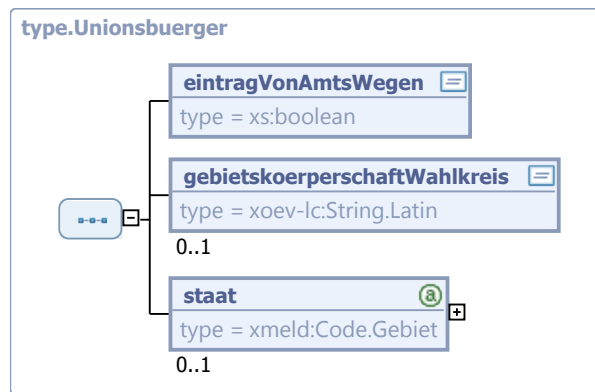 type.Unionsbuerger
eintragVonAmtsWegen
type = xs:boolean
gebietskoerperschaftWahlkreis
type = xoev-lc:String.Latin
0..1
staat
type = xmeld:Code.Gebiet
0..1